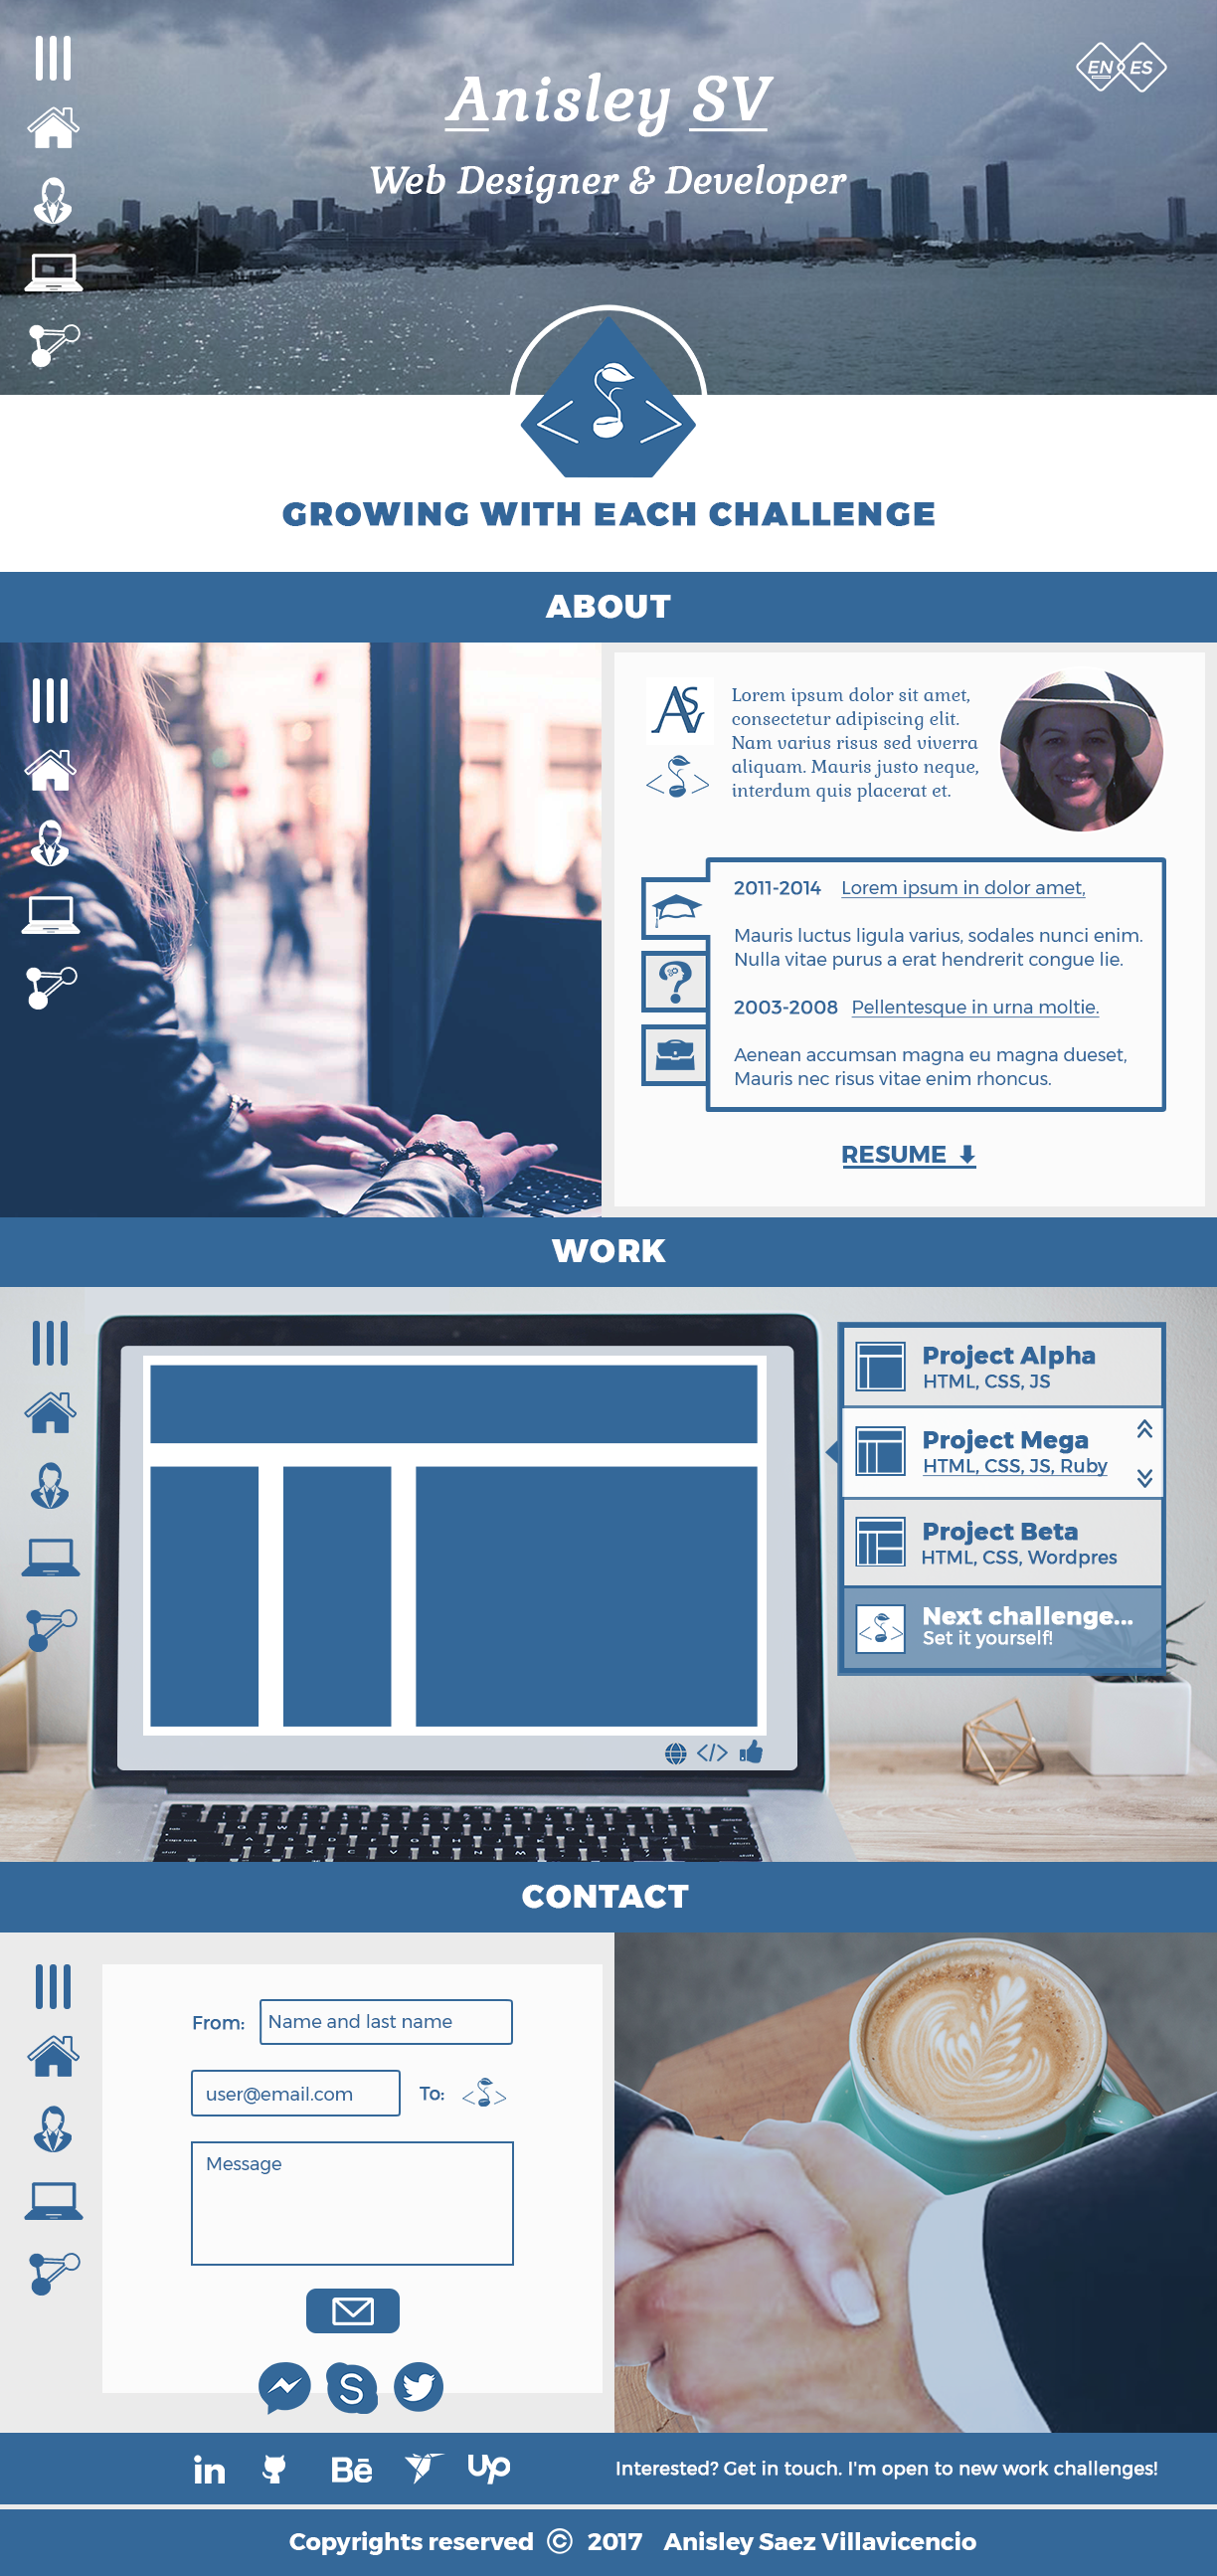 Anisley SV
EN ES
Web Designer & Developer
GROWING WITH EACH CHALLENGE
ABOUT
ASV
Lorem ipsum dolor sit amet,
consectetur adipiscing elit.
Nam varius risus sed viverra
aliquam. Mauris justo neque,
interdum quis placerat et.
2011-2014 Lorem ipsum in dolor amet,
Mauris luctus ligula varius, sodales nunci enim.
Nulla vitae purus a erat hendrerit congue lie.
2003-2008 Pellentesque in urna moltie.
Aenean accumsan magna eu magna dueset,
Mauris nec risus vitae enim rhoncus.
RESUME
WORK
Project Alpha
HTML, CSS, JS
Project Mega
HTML, CSS, JS, Ruby
Project Beta
HTML, CSS, Wordpres
Next challenge...
Set it yourself!
CONTACT
From: Name and last name
user@email.com To:
Message
in Bē Up
Interested? Get in touch. I'm open to new work challenges!
Copyrights reserved © 2017 Anisley Saez Villavicencio